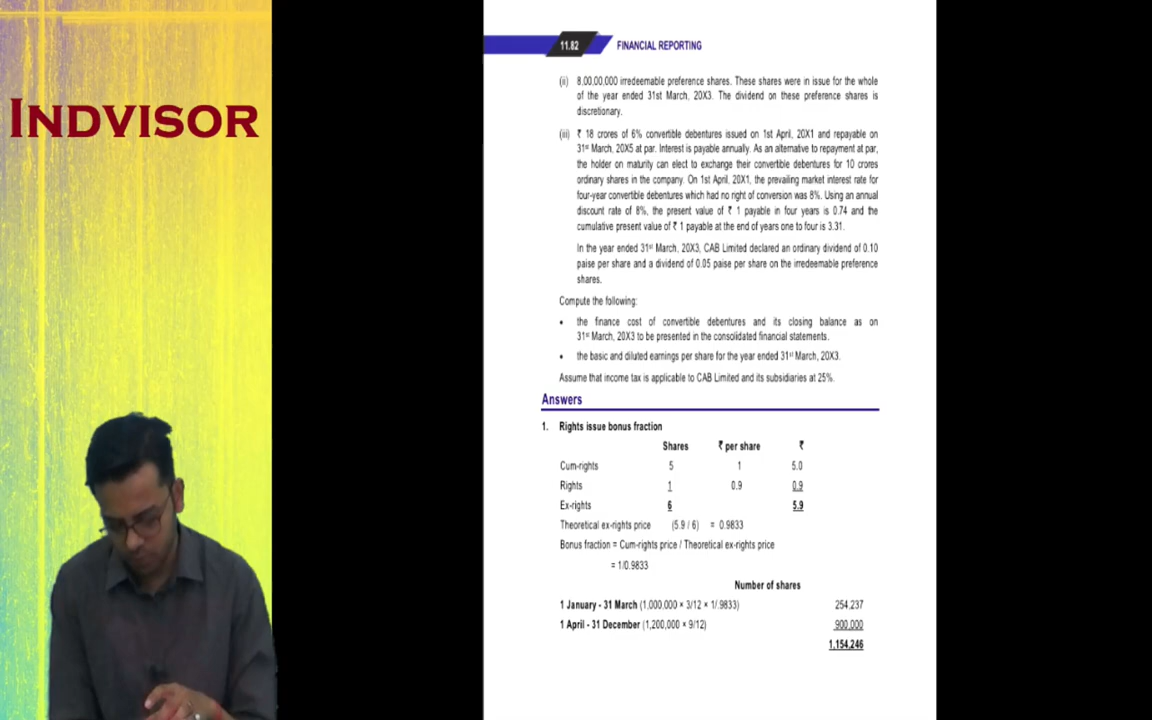 INDVISOR
11.82 FINANCIAL REPORTING
(ii) 8,00,00,000 irredeemable preference shares. These shares were in issue for the whole
of the year ended 31st March, 20X3. The dividend on these preference shares is
discretionary.
(iii) ₹ 18 crores of 6% convertible debentures issued on 1st April, 20X1 and repayable on
31st March, 20X5 at par. Interest is payable annually. As an alternative to repayment at par,
the holder on maturity can elect to exchange their convertible debentures for 10 crores
ordinary shares in the company. On 1st April, 20X1, the prevailing market interest rate for
four-year convertible debentures which had no right of conversion was 8%. Using an annual
discount rate of 8%, the present value of ₹ 1 payable in four years is 0.74 and the
cumulative present value of ₹ 1 payable at the end of years one to four is 3.31.
In the year ended 31st March, 20X3, CAB Limited declared an ordinary dividend of 0.10
paise per share and a dividend of 0.05 paise per share on the irredeemable preference
shares.
Compute the following:
• the finance cost of convertible debentures and its closing balance as on
31st March, 20X3 to be presented in the consolidated financial statements.
• the basic and diluted earnings per share for the year ended 31st March, 20X3.
Assume that income tax is applicable to CAB Limited and its subsidiaries at 25%.
Answers
1. Rights issue bonus fraction
Shares ₹ per share ₹
Cum-rights 5 1 5.0
Rights 1 0.9 0.9
Ex-rights 6 5.9
Theoretical ex-rights price (5.9 / 6) = 0.9833
Bonus fraction = Cum-rights price / Theoretical ex-rights price
= 1/0.9833
Number of shares
1 January - 31 March (1,000,000 × 3/12 × 1/.9833) 254,237
1 April - 31 December (1,200,000 × 9/12) 900,000
1,154,246